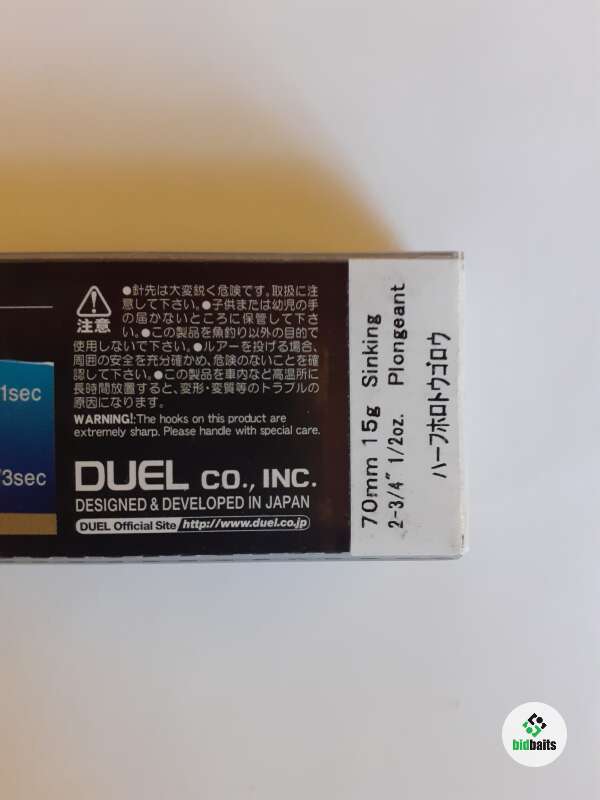 ●針先は大変鋭く危険です。取扱に注
意して下さい。●子供または幼児の手
の届かないところに保管して下さ
い。●この製品を魚釣り以外の目的で
使用しないで下さい。●ルアーを投げる場合、
周囲の安全を充分確かめ、危険のないことを確
認して下さい。●この製品を車内など高温所に
長時間放置すると、変形・変質等のトラブルの
原因になります。
注意
WARNING!:The hooks on this product are
extremely sharp. Please handle with special care.
DUEL CO., INC.
DESIGNED & DEVELOPED IN JAPAN
DUEL Official Site http://www.duel.co.jp
1sec
/3sec
70mm 15g Sinking
2-3/4" 1/2oz. Plongeant
ハーフホロトウゴロウ
bidbaits